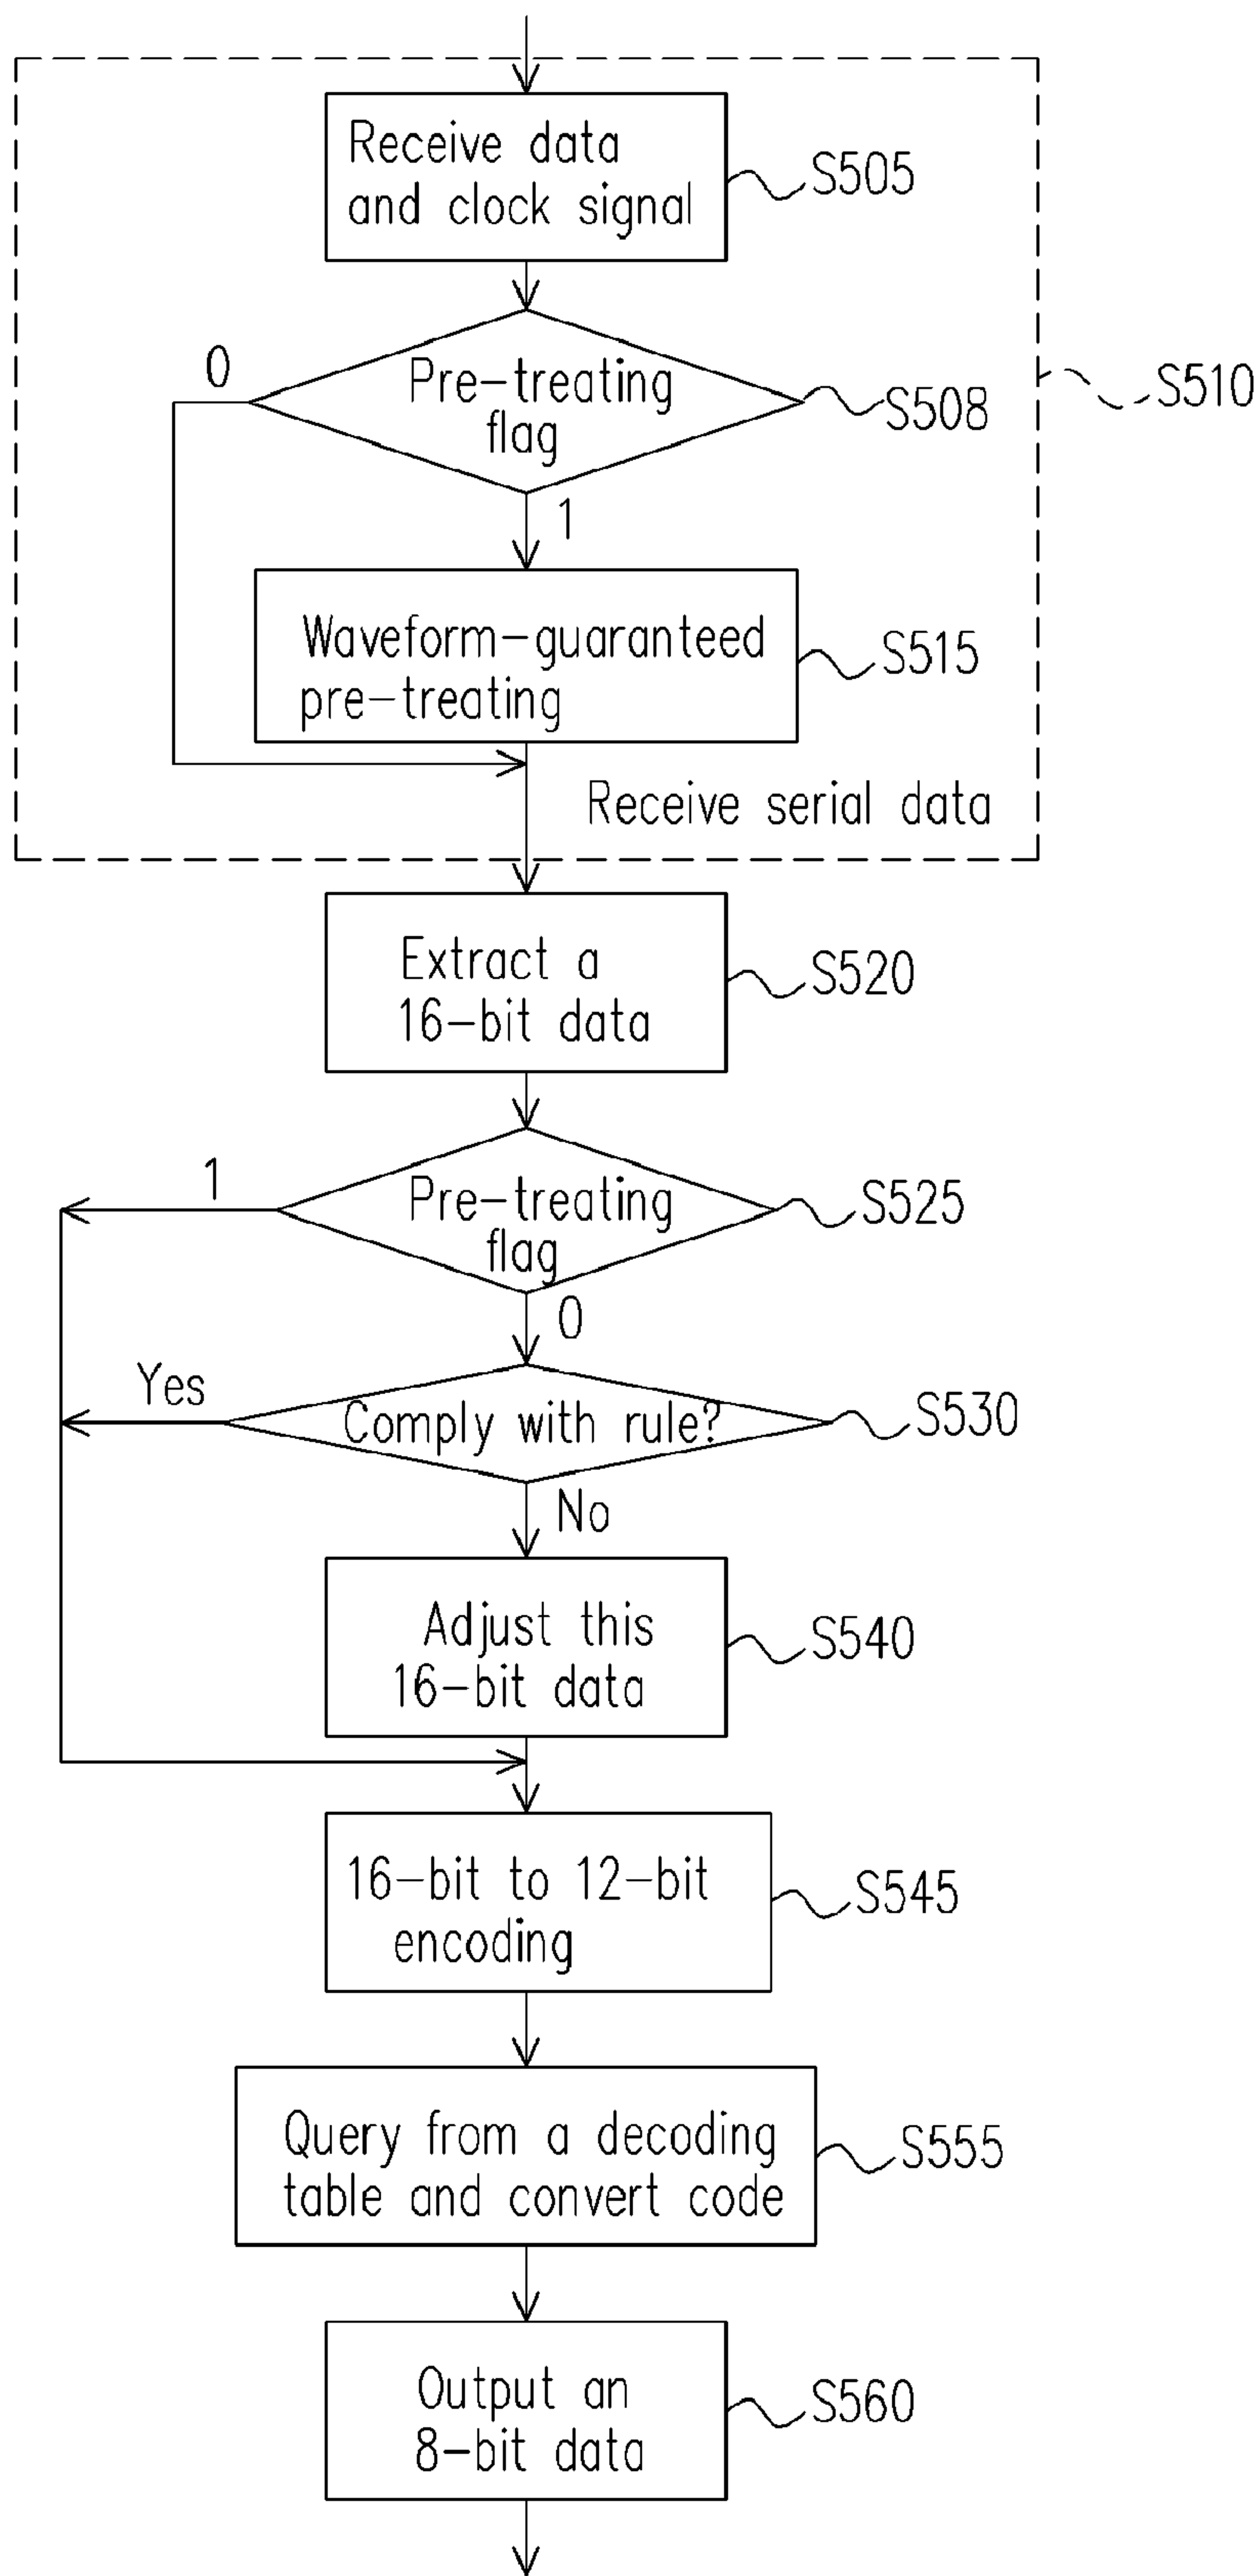 Receive data
and clock signal
S505
0
Pre-treating
flag
S508
S510
1
Waveform-guaranteed
pre-treating
S515
Receive serial data
Extract a
16-bit data
S520
1
Pre-treating
flag
S525
0
Yes
Comply with rule?
S530
No
Adjust this
16-bit data
S540
16-bit to 12-bit
encoding
S545
Query from a decoding
table and convert code
S555
Output an
8-bit data
S560